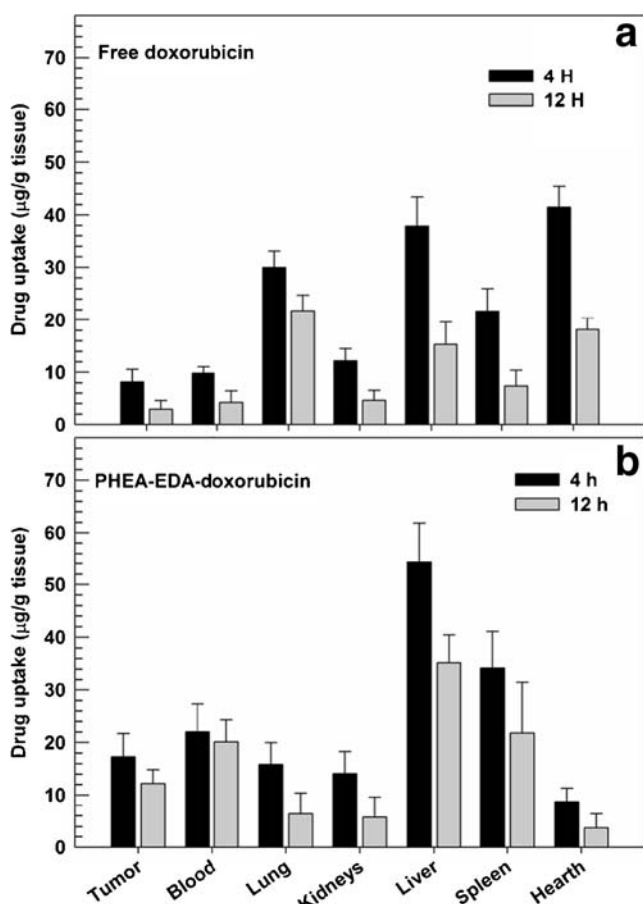 a
Free doxorubicin
4 H
12 H
70
60
50
40
30
20
10
0
Drug uptake (µg/g tissue)
b
PHEA-EDA-doxorubicin
4 h
12 h
70
60
50
40
30
20
10
0
Drug uptake (µg/g tissue)
Tumor
Blood
Lung
Kidneys
Liver
Spleen
Hearth